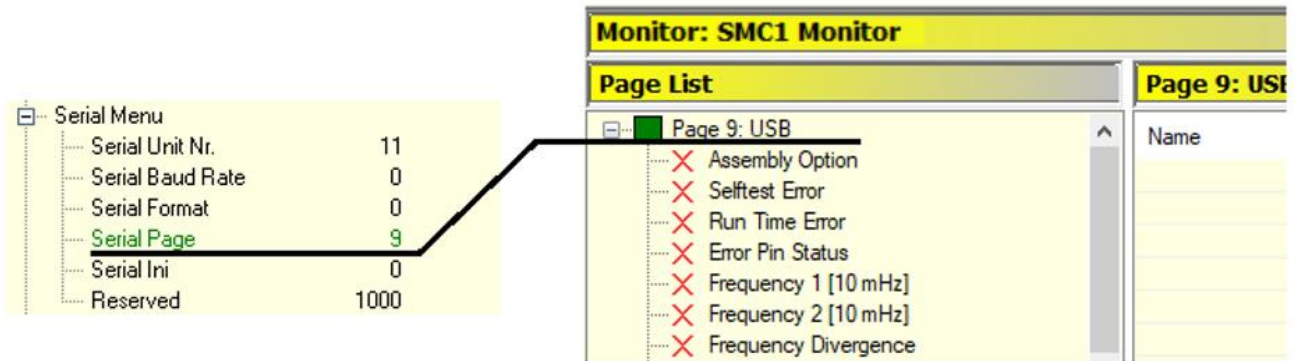 Serial Menu
Serial Unit Nr. 11
Serial Baud Rate 0
Serial Format 0
Serial Page 9
Serial Ini 0
Reserved 1000
Monitor: SMC1 Monitor
Page List
Page 9: USB
Assembly Option
Selftest Error
Run Time Error
Error Pin Status
Frequency 1 [10 mHz]
Frequency 2 [10 mHz]
Frequency Divergence
Page 9: USB
Name